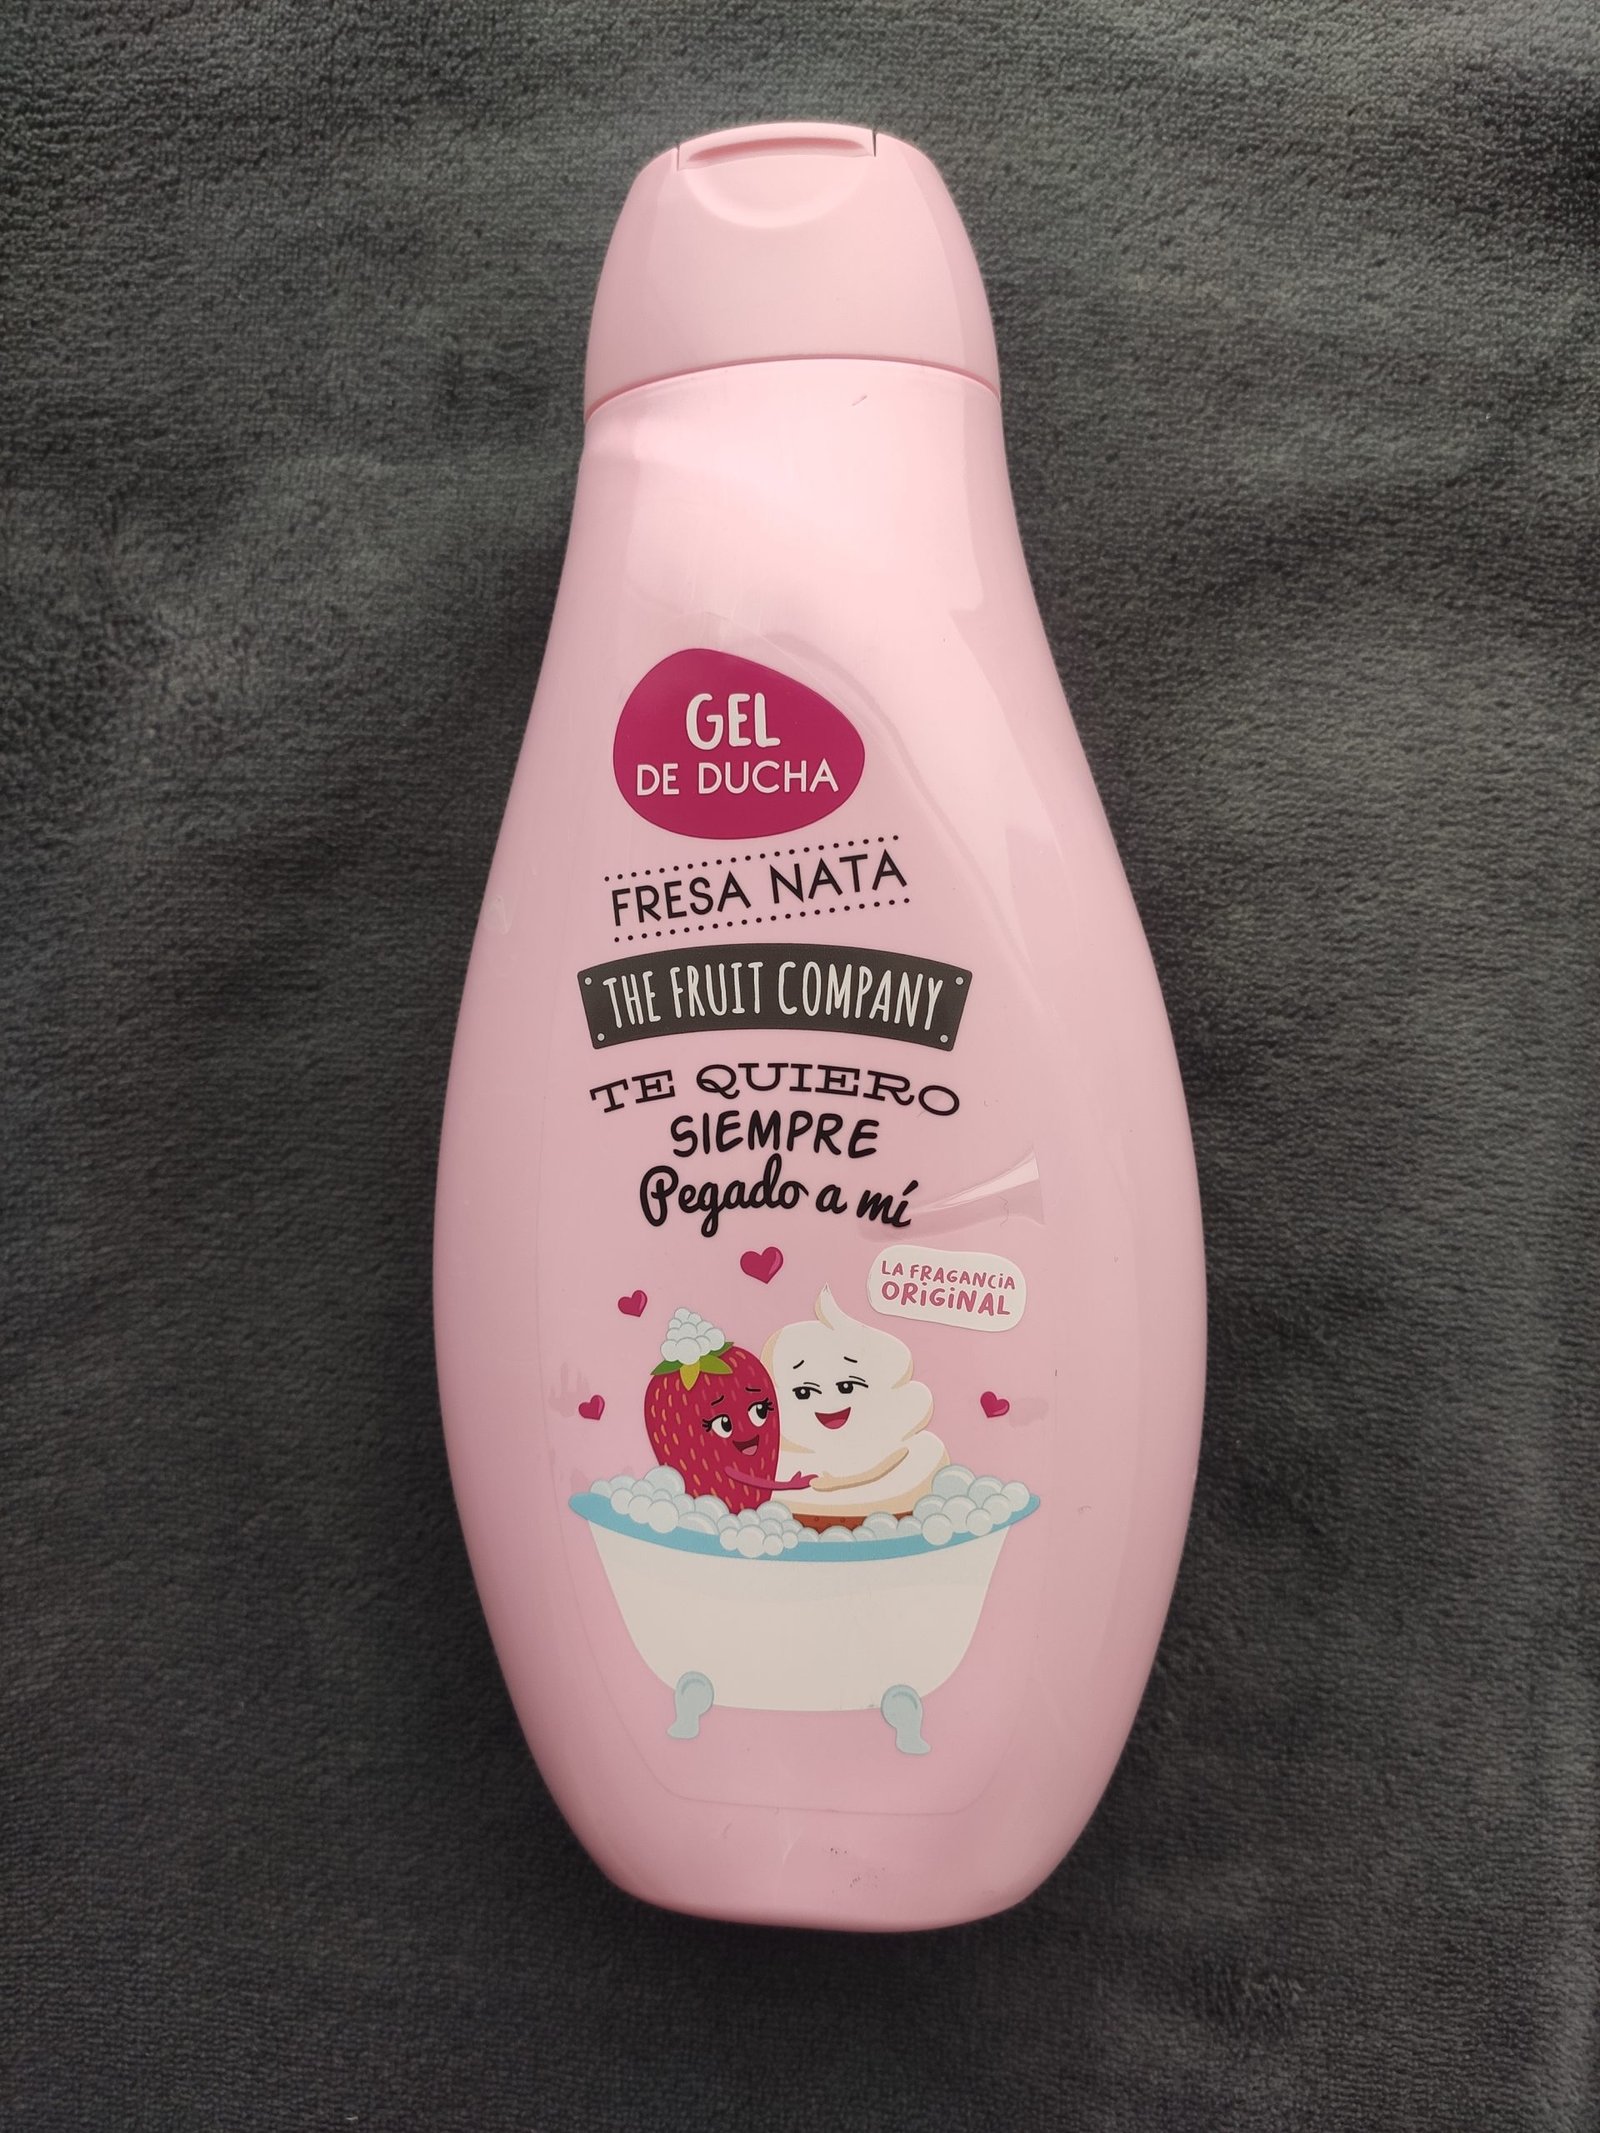 GEL
DE DUCHA
FRESA NATA
THE FRUIT COMPANY
TE QUIERO
SIEMPRE
Pegado a mí
LA FRAGANCiA
ORiGiNAL